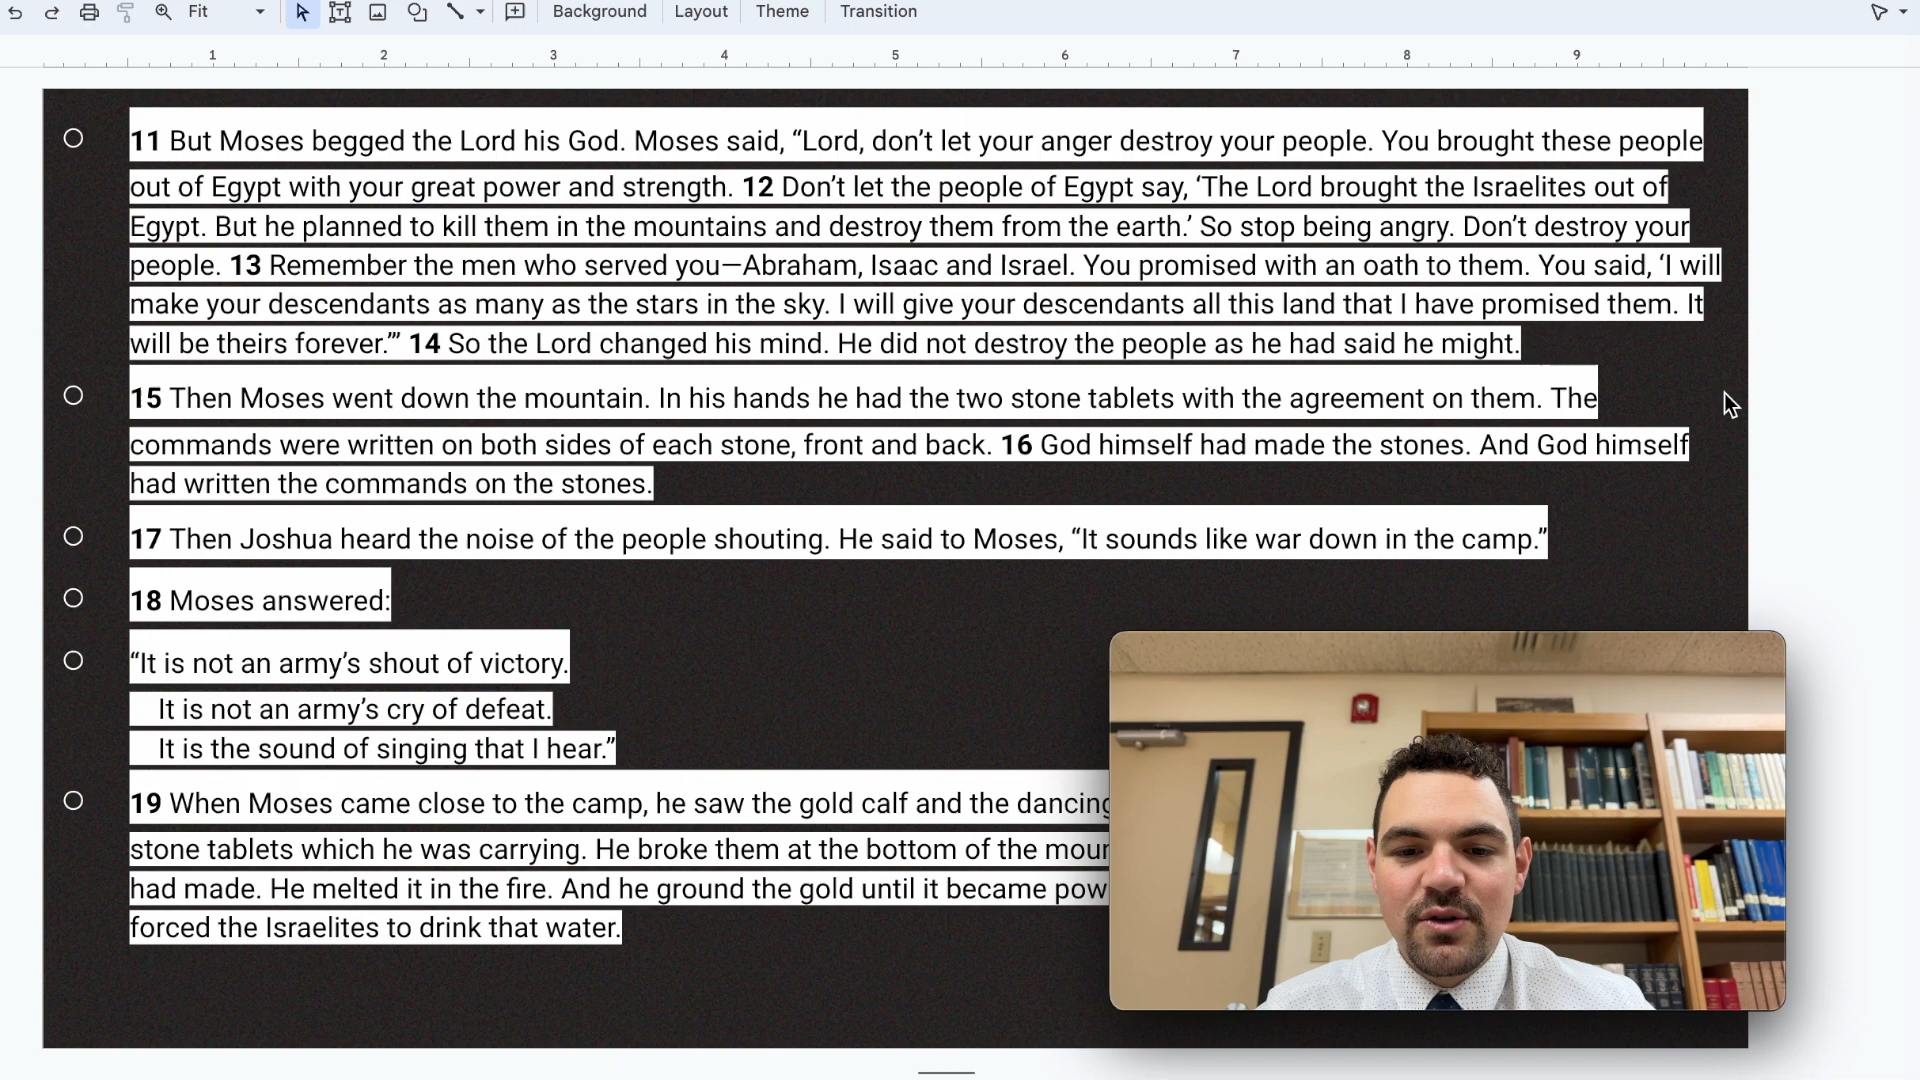 Fit
Background
Layout
Theme
Transition
1 2 3 4 5 6 7 8 9
11 But Moses begged the Lord his God. Moses said, “Lord, don’t let your anger destroy your people. You brought these people
out of Egypt with your great power and strength. 12 Don’t let the people of Egypt say, ‘The Lord brought the Israelites out of
Egypt. But he planned to kill them in the mountains and destroy them from the earth.’ So stop being angry. Don’t destroy your
people. 13 Remember the men who served you—Abraham, Isaac and Israel. You promised with an oath to them. You said, ‘I will
make your descendants as many as the stars in the sky. I will give your descendants all this land that I have promised them. It
will be theirs forever.’” 14 So the Lord changed his mind. He did not destroy the people as he had said he might.
15 Then Moses went down the mountain. In his hands he had the two stone tablets with the agreement on them. The
commands were written on both sides of each stone, front and back. 16 God himself had made the stones. And God himself
had written the commands on the stones.
17 Then Joshua heard the noise of the people shouting. He said to Moses, “It sounds like war down in the camp.”
18 Moses answered:
“It is not an army’s shout of victory.
It is not an army’s cry of defeat.
It is the sound of singing that I hear.”
19 When Moses came close to the camp, he saw the gold calf and the dancing
stone tablets which he was carrying. He broke them at the bottom of the
had made. He melted it in the fire. And he ground the gold until it became
forced the Israelites to drink that water.